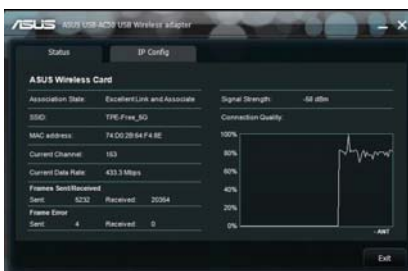 ASUS ASUS USB-AC50 USB Wireless adapter
Status IP Config
ASUS Wireless Card
Association State: Excellent Link and Associate
SSID: TPE-Free_5G
MAC address: 74:D0:2B:64:F4:8E
Current Channel: 153
Current Data Rate: 433.3 Mbps
Frames Sent/Received
Sent: 5232 Received: 20364
Frame Error
Sent: 4 Received: 0
Signal Strength: -58 dBm
Connection Quality:
100%
80%
60%
40%
20%
0%
- ANT
Exit